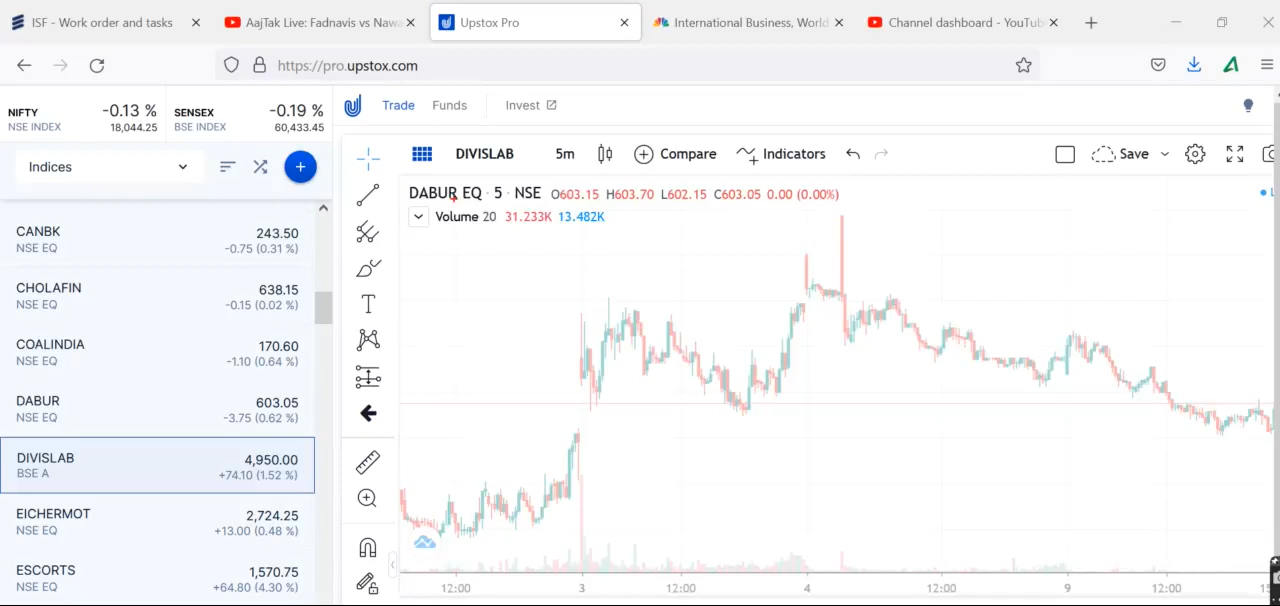 ISF - Work order and tasks
AajTak Live: Fadnavis vs Nawa
Upstox Pro
International Business, World
Channel dashboard - YouTub
https://pro.upstox.com
NIFTY -0.13 %
NSE INDEX 18,044.25
SENSEX -0.19 %
BSE INDEX 60,433.45
Trade Funds Invest
Indices
DIVISLAB 5m Compare Indicators Save
DABUR EQ · 5 · NSE O603.15 H603.70 L602.15 C603.05 0.00 (0.00%)
Volume 20 31.233K 13.482K
CANBK 243.50
NSE EQ -0.75 (0.31 %)
CHOLAFIN 638.15
NSE EQ -0.15 (0.02 %)
COALINDIA 170.60
NSE EQ -1.10 (0.64 %)
DABUR 603.05
NSE EQ -3.75 (0.62 %)
DIVISLAB 4,950.00
BSE A +74.10 (1.52 %)
EICHERMOT 2,724.25
NSE EQ +13.00 (0.48 %)
ESCORTS 1,570.75
NSE EQ +64.80 (4.30 %)
12:00 3 12:00 4 12:00 9 12:00